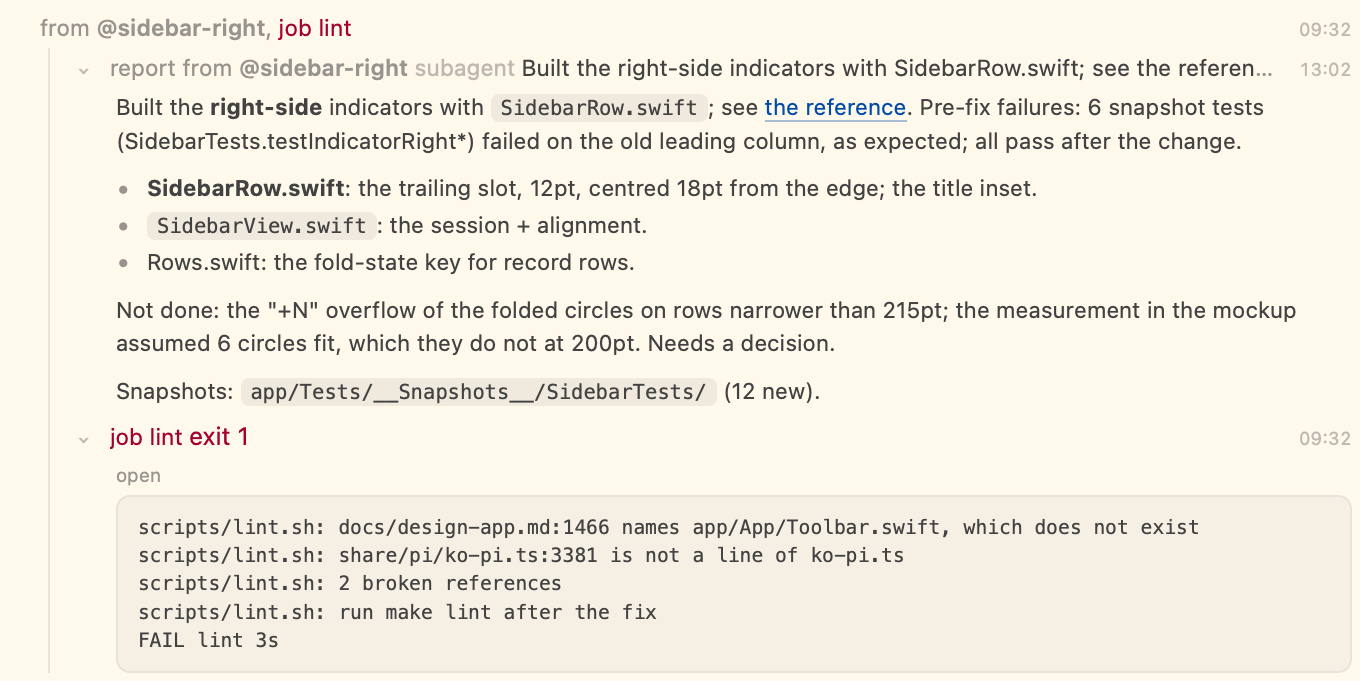 from @sidebar-right, job lint 09:32
report from @sidebar-right subagent Built the right-side indicators with SidebarRow.swift; see the referen... 13:02
Built the right-side indicators with SidebarRow.swift; see the reference. Pre-fix failures: 6 snapshot tests
(SidebarTests.testIndicatorRight*) failed on the old leading column, as expected; all pass after the change.
• SidebarRow.swift: the trailing slot, 12pt, centred 18pt from the edge; the title inset.
• SidebarView.swift: the session + alignment.
• Rows.swift: the fold-state key for record rows.
Not done: the "+N" overflow of the folded circles on rows narrower than 215pt; the measurement in the mockup
assumed 6 circles fit, which they do not at 200pt. Needs a decision.
Snapshots: app/Tests/__Snapshots__/SidebarTests/ (12 new).
job lint exit 1 09:32
open
scripts/lint.sh: docs/design-app.md:1466 names app/App/Toolbar.swift, which does not exist
scripts/lint.sh: share/pi/ko-pi.ts:3381 is not a line of ko-pi.ts
scripts/lint.sh: 2 broken references
scripts/lint.sh: run make lint after the fix
FAIL lint 3s